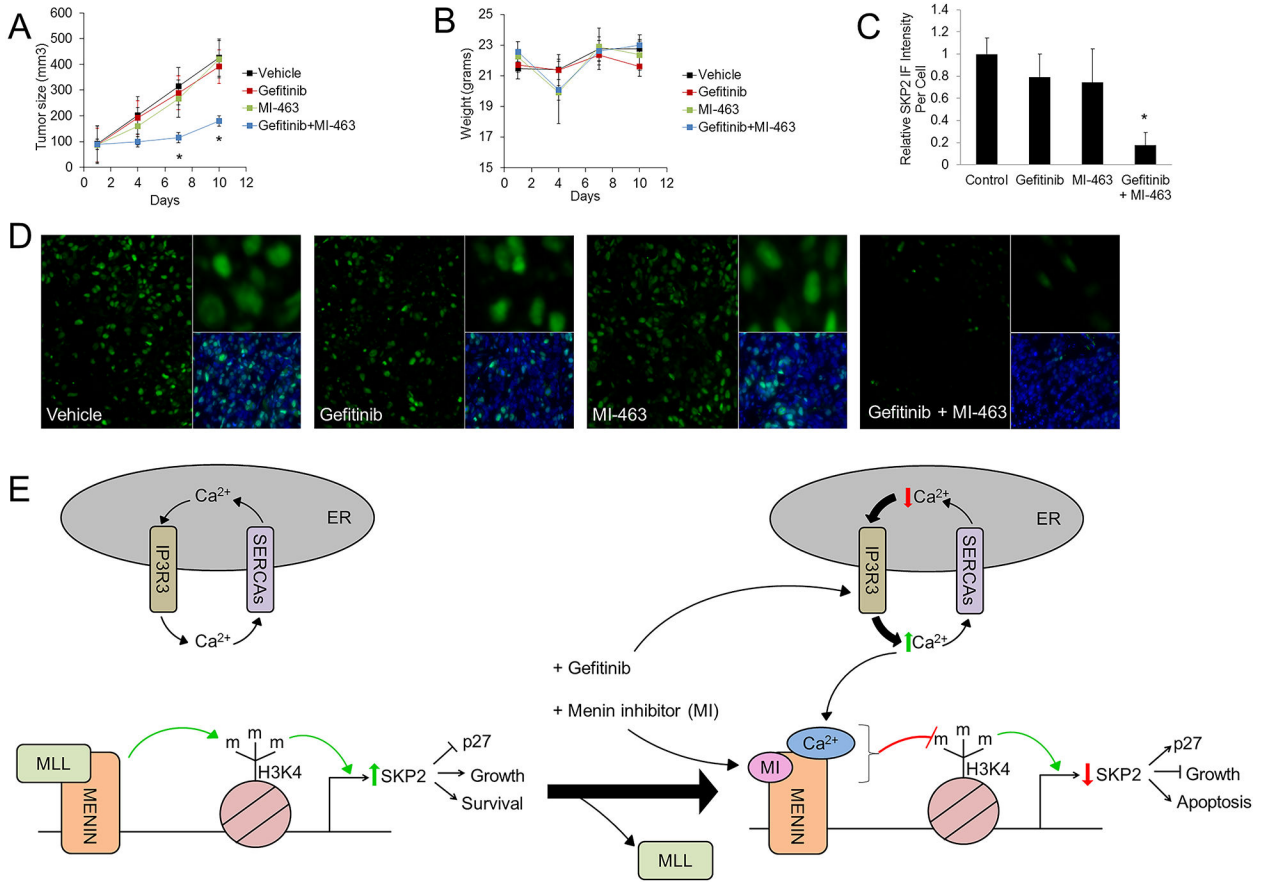 A
Tumor size (mm3)
600
500
400
300
200
100
0
0 2 4 6 8 10 12
Days
*
*
*
Vehicle
Gefitinib
MI-463
Gefitinib+MI-463
B
Weight (grams)
25
23
21
19
17
15
0 2 4 6 8 10 12
Days
Vehicle
Gefitinib
MI-463
Gefitinib+MI-463
C
Relative SKP2 IF Intensity
Per Cell
1.4
1.2
1
0.8
0.6
0.4
0.2
0
*
Control Gefitinib MI-463 Gefitinib
+ MI-463
D
Vehicle
Gefitinib
MI-463
Gefitinib + MI-463
E
Ca2+
ER
IP3R3
SERCAs
Ca2+
MLL
MENIN
m m m
H3K4
SKP2
p27
Growth
Survival
+ Gefitinib
+ Menin inhibitor (MI)
MLL
Ca2+
ER
IP3R3
SERCAs
Ca2+
Ca2+
MI
MENIN
m m m
H3K4
SKP2
p27
Growth
Apoptosis